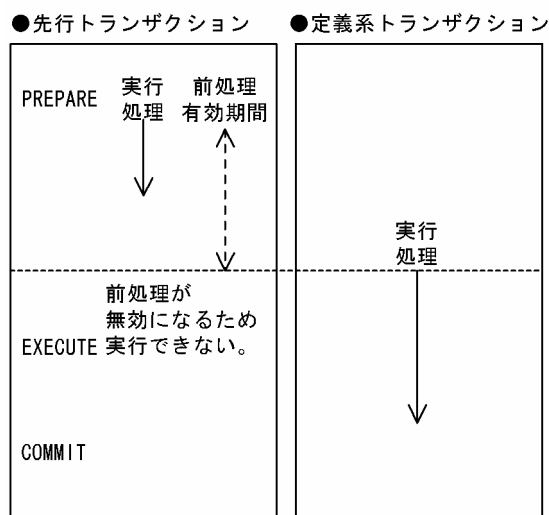 ●先行トランザクション
●定義系トランザクション
PREPARE
実行
処理
前処理
有効期間
実行
処理
前処理が
無効になるため
EXECUTE 実行できない。
COMMIT